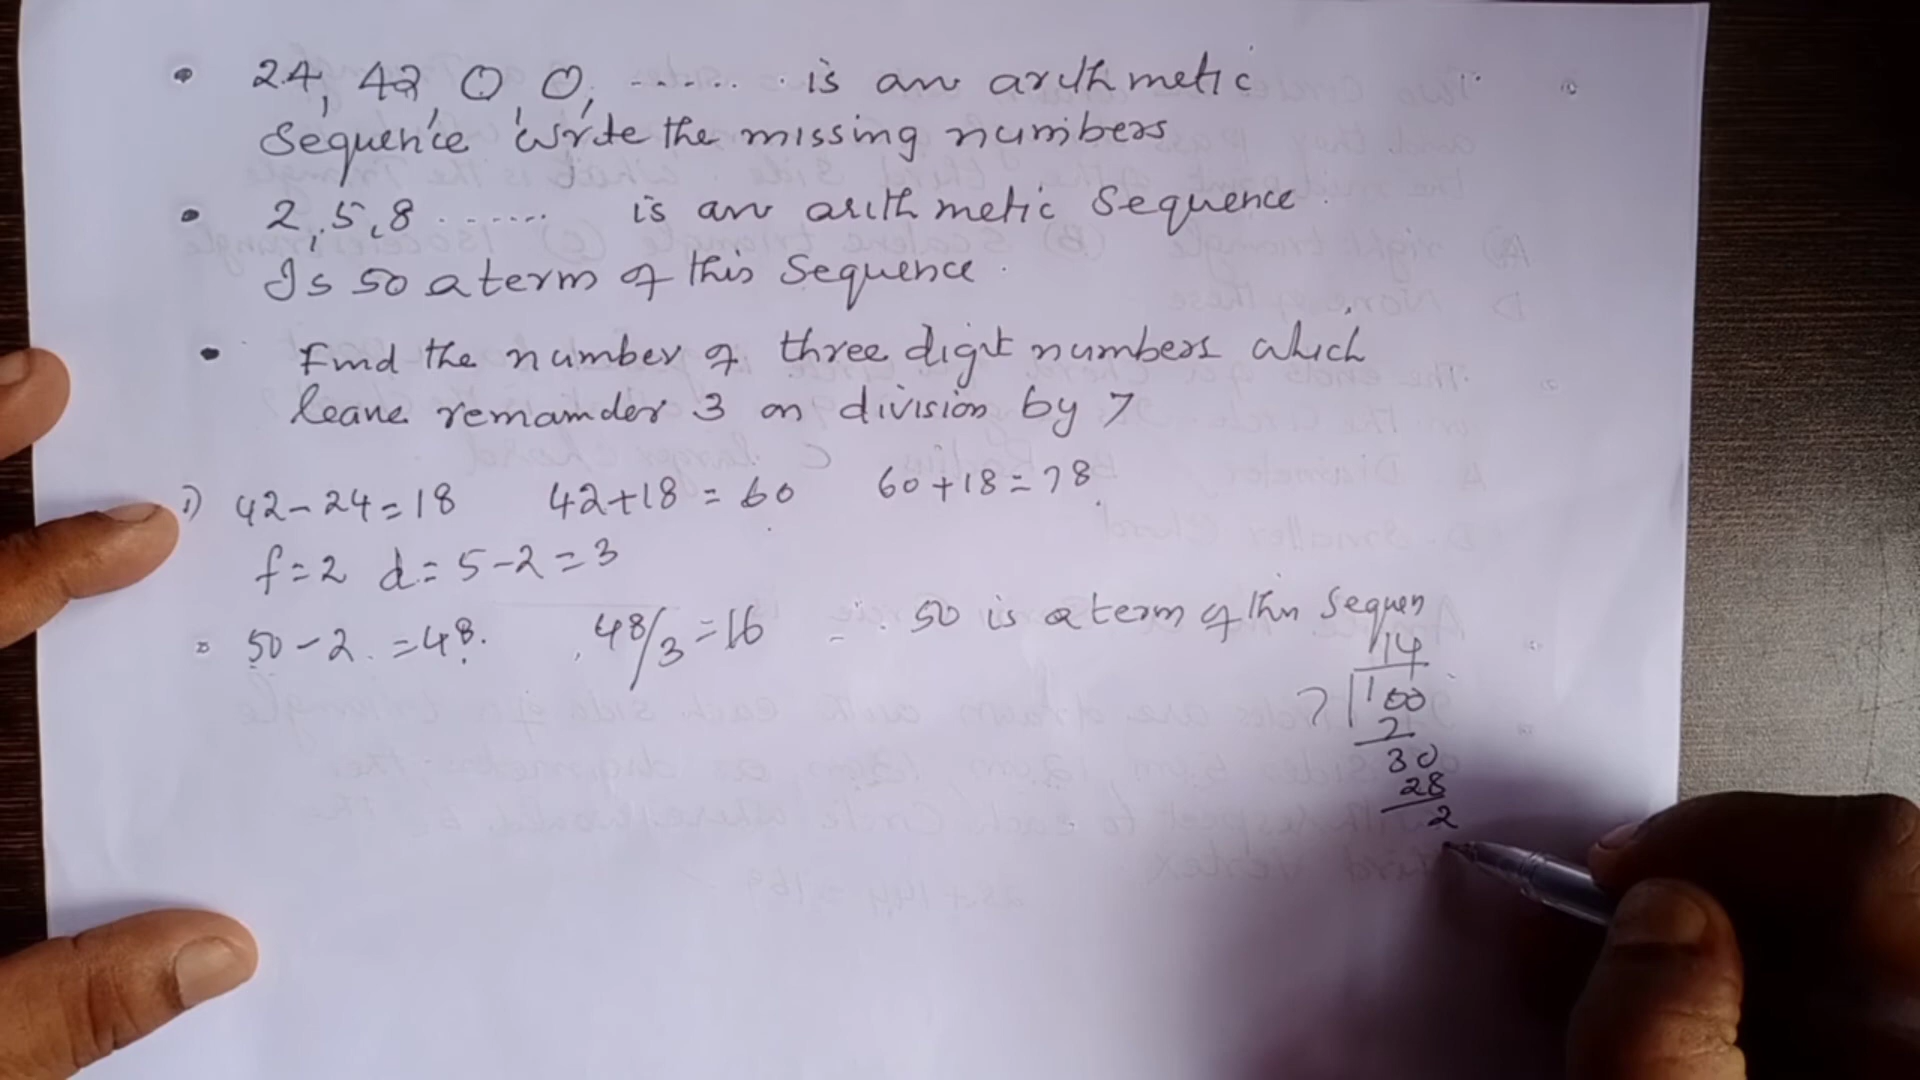 • 24, 42, O, O, ...... is an arithmetic
sequence write the missing numbers
• 2, 5, 8 ...... is an arithmetic sequence.
Is 50 a term of this sequence.
• Find the number of three digit numbers which
leave remainder 3 on division by 7
1) 42-24=18 42+18=60 60+18=78
f=2 d=5-2=3
50-2=48. 48/3=16 ∴ 50 is a term of this sequen
14
7 100
7
30
28
2